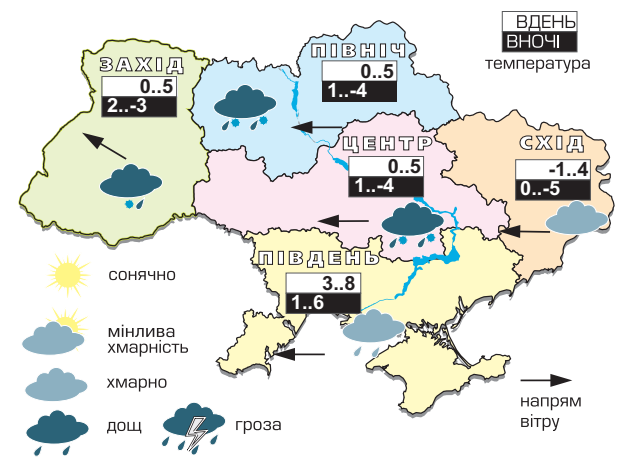 ВДЕНЬ
ВНОЧІ
температура
ПІВНІЧ
0..5
1..-4
ЗАХІД
0..5
2..-3
ЦЕНТР
0..5
1..-4
СХІД
-1..4
0..-5
ПІВДЕНЬ
3..8
1..6
сонячно
мінлива
хмарність
хмарно
дощ
гроза
напрям
вітру